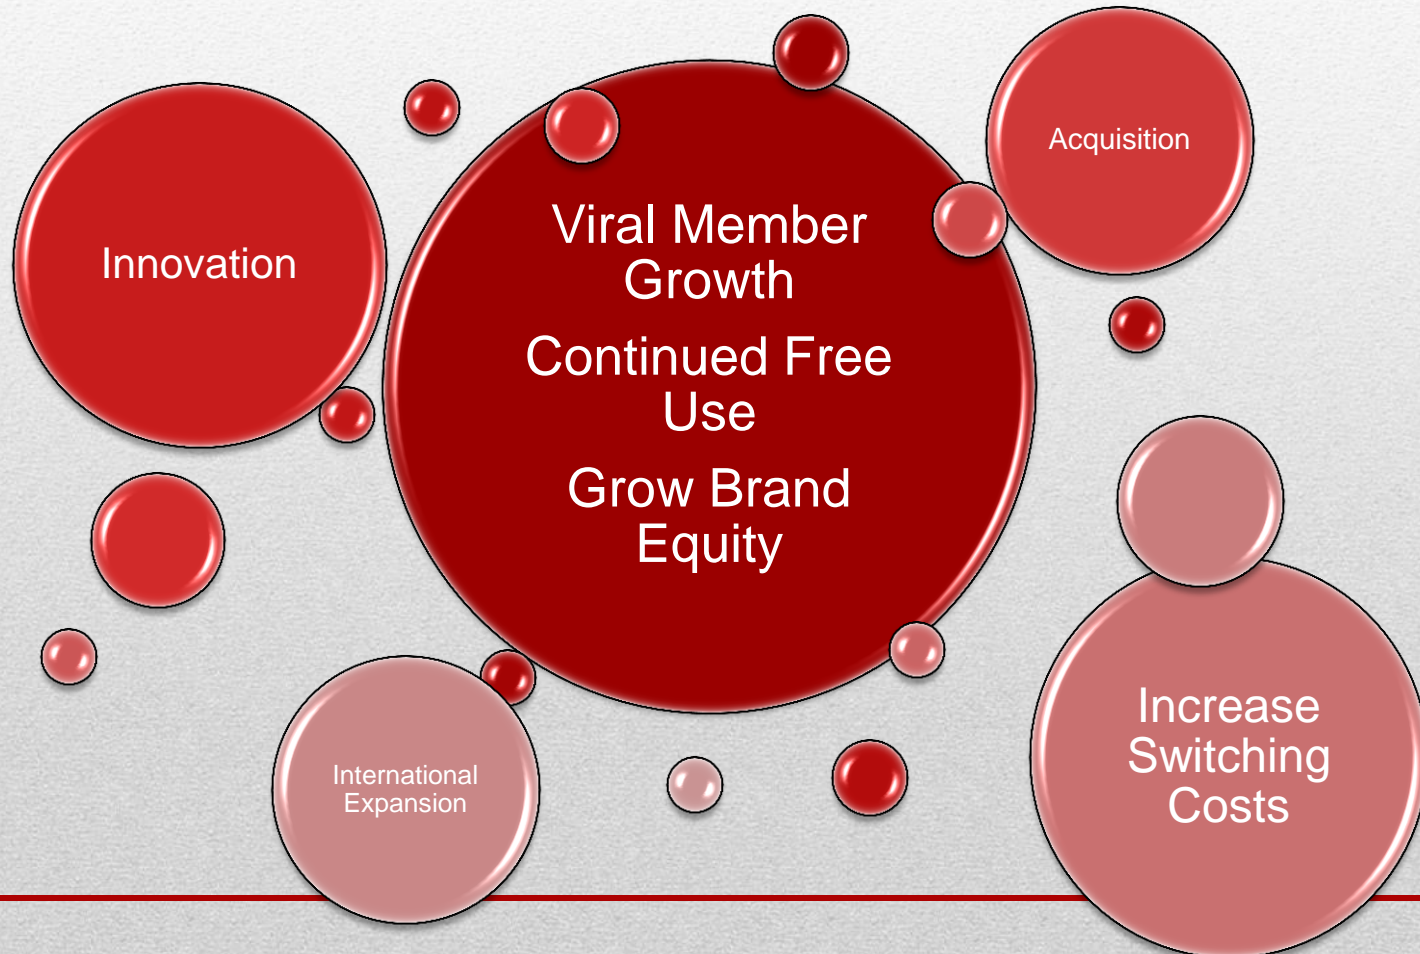 Innovation
Viral Member
Growth
Continued Free
Use
Grow Brand
Equity
Acquisition
International
Expansion
Increase
Switching
Costs